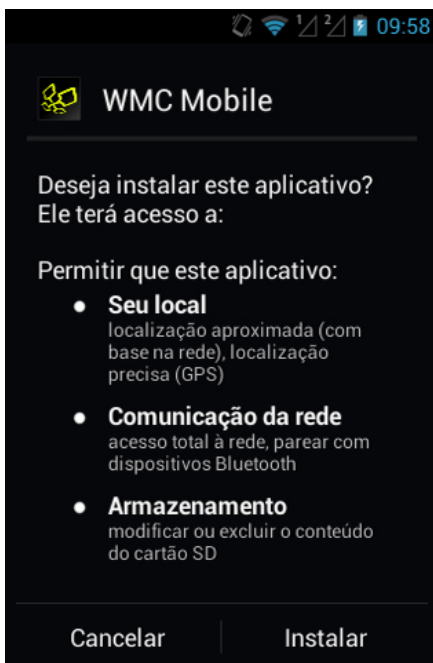 1 2 09:58
WMC Mobile
Deseja instalar este aplicativo?
Ele terá acesso a:
Permitir que este aplicativo:
• Seu local
localização aproximada (com
base na rede), localização
precisa (GPS)
• Comunicação da rede
acesso total à rede, parear com
dispositivos Bluetooth
• Armazenamento
modificar ou excluir o conteúdo
do cartão SD
Cancelar Instalar